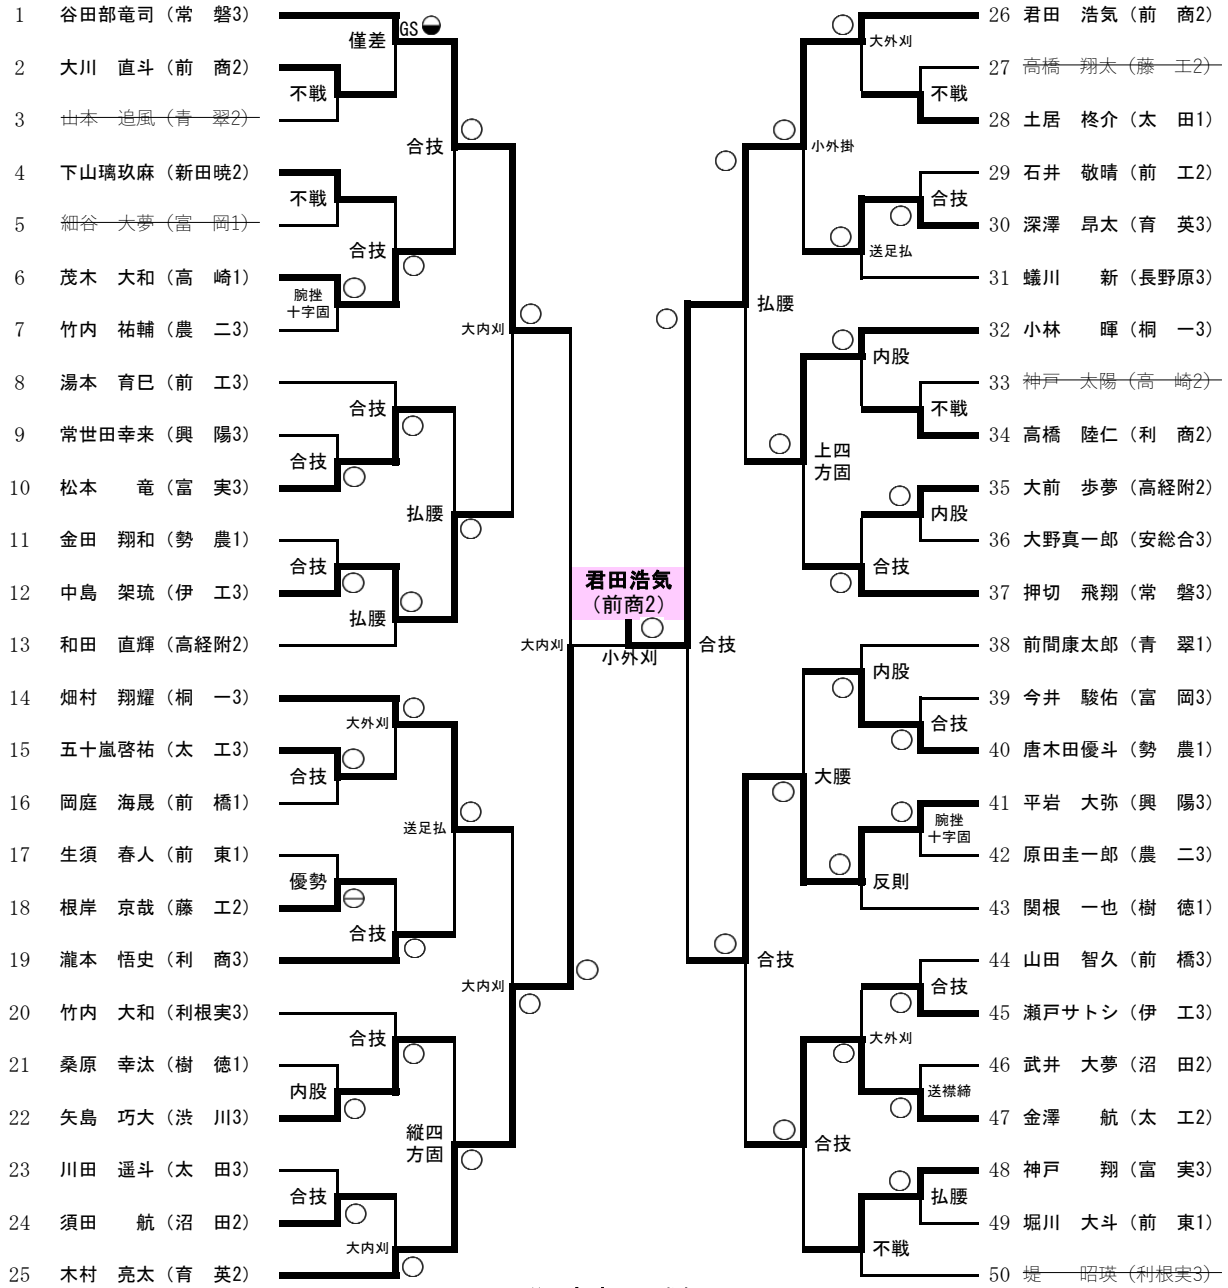 1 谷田部竜司（常　磐3）
2 大川　直斗（前　商2）
3 山本　追風（青　翠2）
4 下山璃玖麻（新田暁2）
5 細谷　大夢（富　岡1）
6 茂木　大和（高　崎1）
7 竹内　祐輔（農　二3）
8 湯本　育巳（前　工3）
9 常世田幸来（興　陽3）
10 松本　　竜（富　実3）
11 金田　翔和（勢　農1）
12 中島　架琉（伊　工3）
13 和田　直輝（高経附2）
14 畑村　翔耀（桐　一3）
15 五十嵐啓祐（太　工3）
16 岡庭　海晟（前　橋1）
17 生須　春人（前　東1）
18 根岸　京哉（藤　工2）
19 瀧本　悟史（利　商3）
20 竹内　大和（利根実3）
21 桑原　幸汰（樹　徳1）
22 矢島　巧大（渋　川3）
23 川田　遥斗（太　田3）
24 須田　　航（沼　田2）
25 木村　亮太（育　英2）
僅差
GS
不戦
合技
不戦
合技
腕挫
十字固
大内刈
合技
合技
払腰
合技
払腰
大内刈
大外刈
合技
送足払
優勢
合技
大内刈
合技
内股
縦四
方固
合技
大内刈
君田浩気
（前商2）
小外刈
大外刈
不戦
小外掛
合技
送足払
払腰
内股
不戦
上四
方固
内股
合技
合技
内股
合技
大腰
腕挫
十字固
反則
合技
合技
大外刈
送襟締
合技
払腰
不戦
26 君田　浩気（前　商2）
27 高橋　翔太（藤　工2）
28 土居　柊介（太　田1）
29 石井　敬晴（前　工2）
30 深澤　昂太（育　英3）
31 蟻川　　新（長野原3）
32 小林　　暉（桐　一3）
33 神戸　太陽（高　崎2）
34 高橋　陸仁（利　商2）
35 大前　歩夢（高経附2）
36 大野真一郎（安総合3）
37 押切　飛翔（常　磐3）
38 前間康太郎（青　翠1）
39 今井　駿佑（富　岡3）
40 唐木田優斗（勢　農1）
41 平岩　大弥（興　陽3）
42 原田圭一郎（農　二3）
43 関根　一也（樹　徳1）
44 山田　智久（前　橋3）
45 瀬戸サトシ（伊　工3）
46 武井　大夢（沼　田2）
47 金澤　　航（太　工2）
48 神戸　　翔（富　実3）
49 堀川　大斗（前　東1）
50 堤　　昭瑛（利根実3）